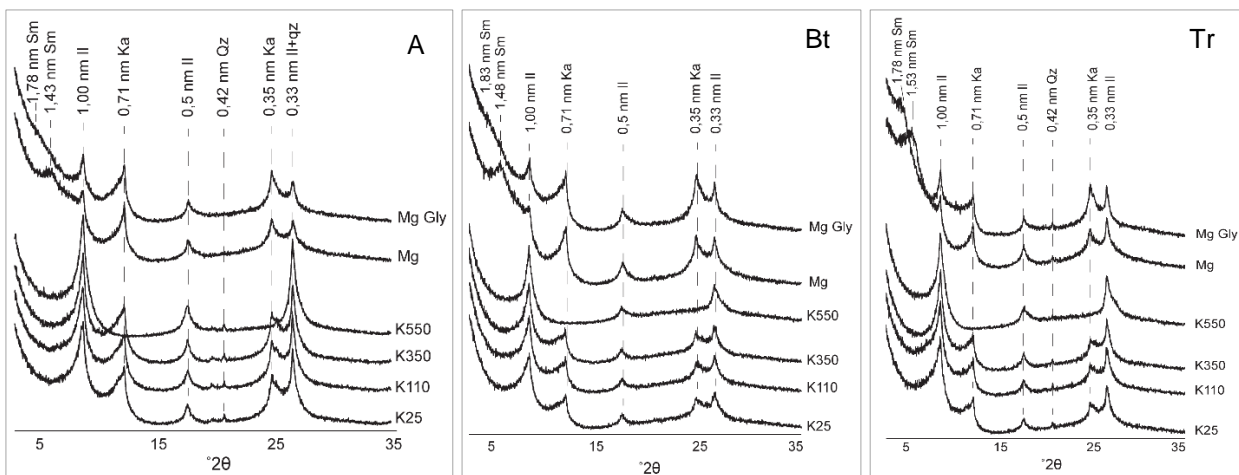 A
1,78 nm Sm
1,43 nm Sm
1,00 nm Il
0,71 nm Ka
0,5 nm Il
0,42 nm Qz
0,35 nm Ka
0,33 nm Il+qz
Mg Gly
Mg
K550
K350
K110
K25
5 15 25 35
°2θ
Bt
1,83 nm Sm
1,48 nm Sm
1,00 nm Il
0,71 nm Ka
0,5 nm Il
0,35 nm Ka
0,33 nm Il
Mg Gly
Mg
K550
K350
K110
K25
5 15 25 35
°2θ
Tr
1,78 nm Sm
1,53 nm Sm
1,00 nm Il
0,71 nm Ka
0,5 nm Il
0,42 nm Qz
0,35 nm Ka
0,33 nm Il
Mg Gly
Mg
K550
K350
K110
K25
5 15 25 35
°2θ